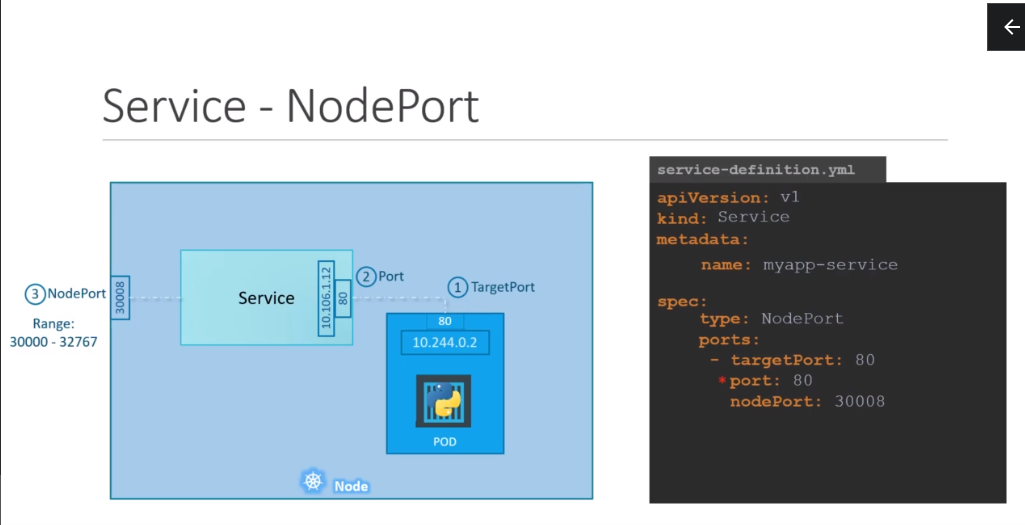 Service - NodePort
3 NodePort
Range:
30000 - 32767
30008
Service
10.106.1.12
80
2 Port
1 TargetPort
80
10.244.0.2
POD
Node
service-definition.yml
apiVersion: v1
kind: Service
metadata:
name: myapp-service
spec:
type: NodePort
ports:
- targetPort: 80
* port: 80
nodePort: 30008